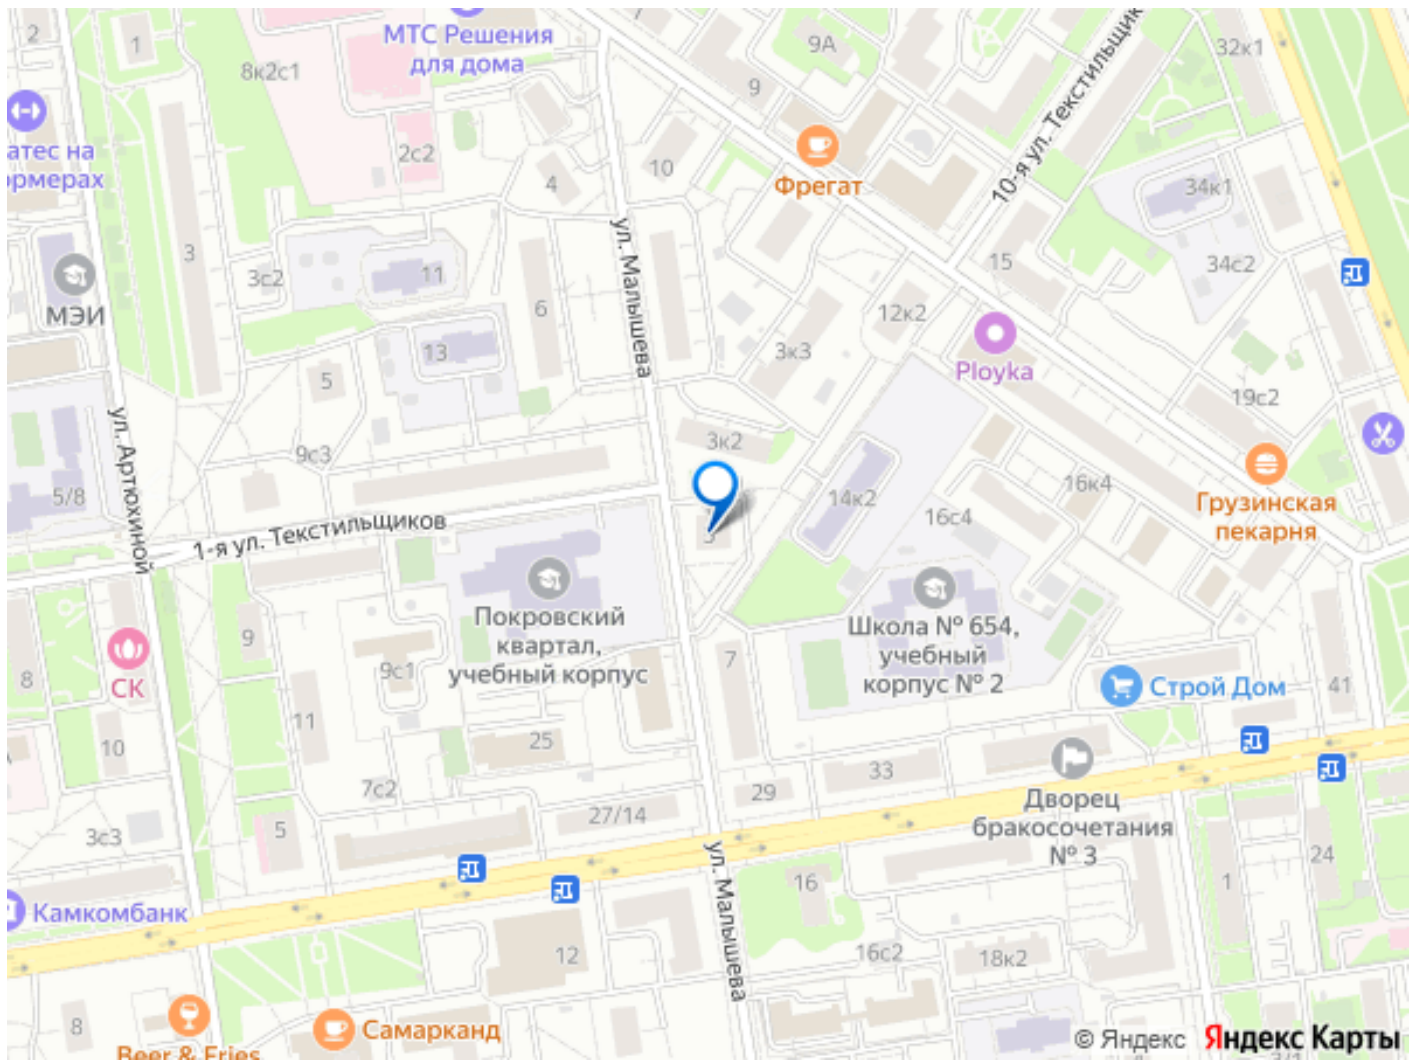 2
1
МТС Решения
для дома
9А
32к1
8к2с1
9
10-я ул. Текстильщик
атес на
ормерах
2с2
10
4
Фрегат
34к1
ул. Малышева
3
3с2
11
15
34с2
МЭИ
6
12к2
13
3к3
Ployka
5
19с2
ул. Артюхиной
9с3
3к2
5/8
14к2
16к4
Грузинская
пекарня
16с4
1-я ул. Текстильщиков
Покровский
квартал,
учебный корпус
Школа № 654,
учебный
корпус № 2
9
7
9с1
8
СК
Строй Дом
41
11
10
25
33
7с2
29
Дворец
бракосочетания
№ 3
27/14
5
3с3
ул. Малышева
24
16
1
Камкомбанк
12
16с2
18к2
8
Самарканд
Beer & Fries
© Яндекс
Яндекс Карты